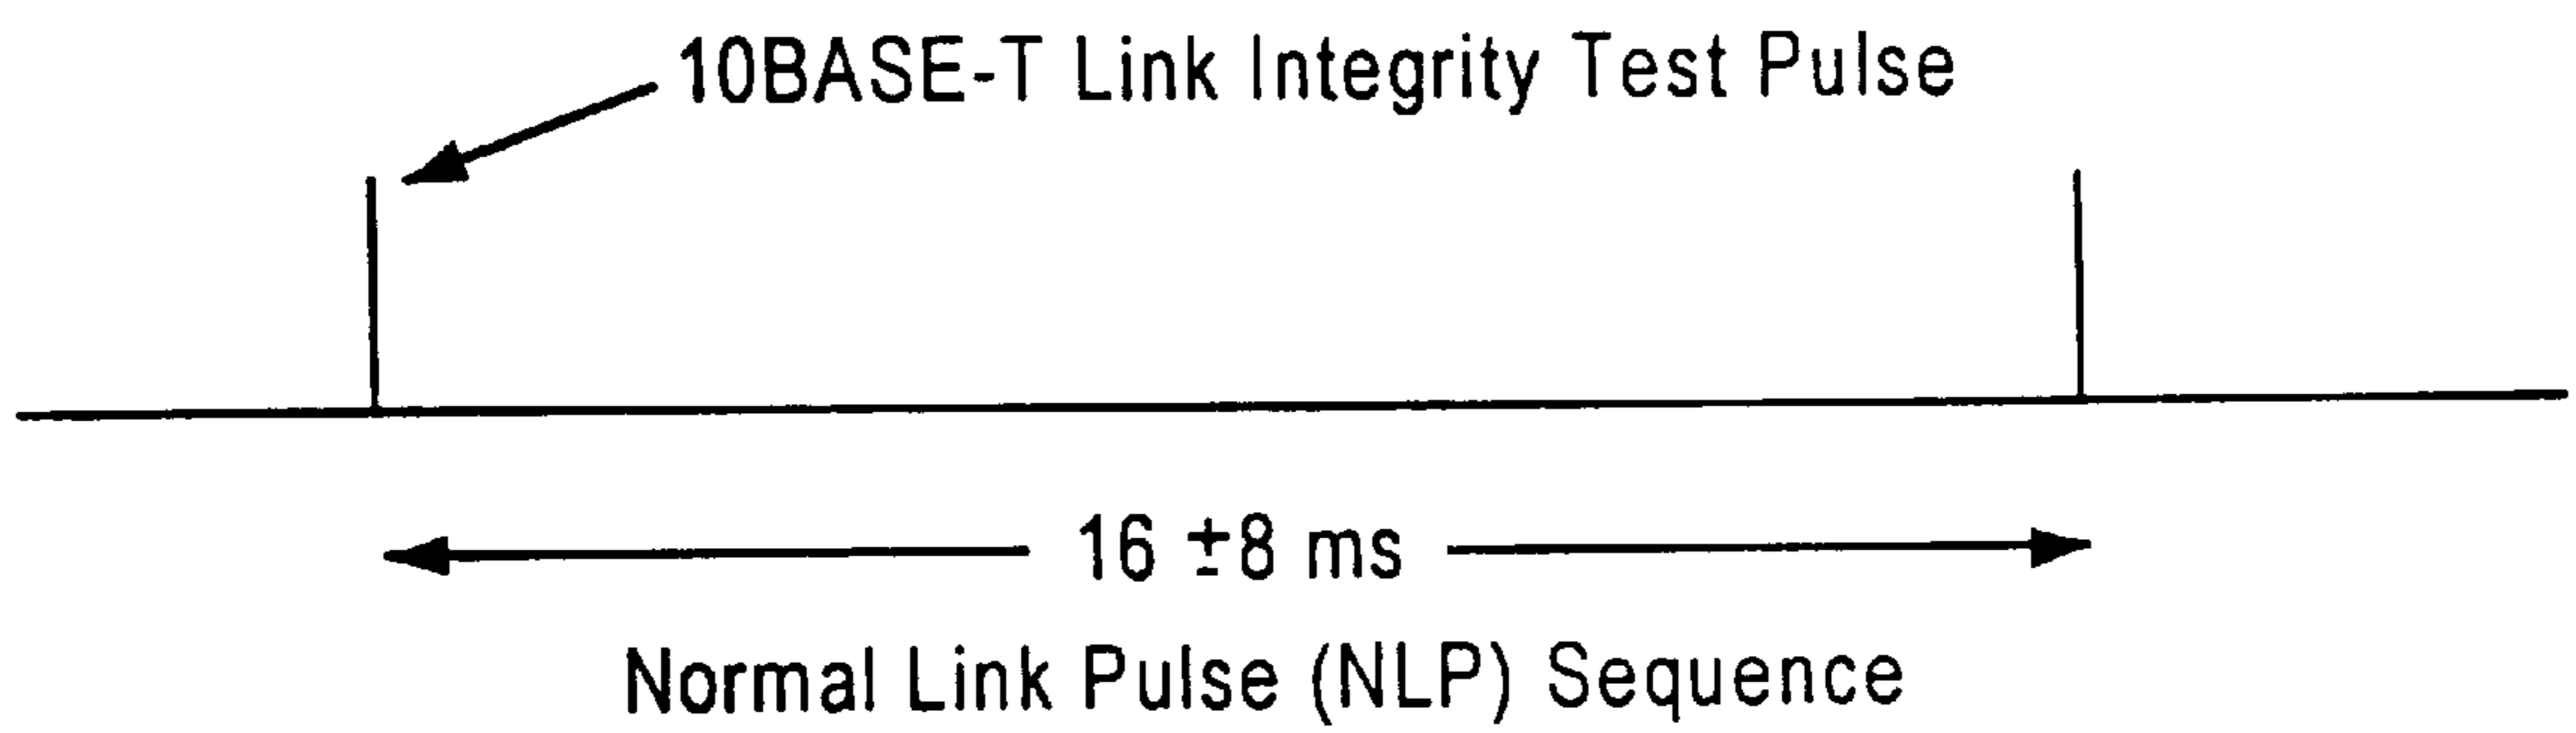 10BASE-T Link Integrity Test Pulse
16 ±8 ms
Normal Link Pulse (NLP) Sequence